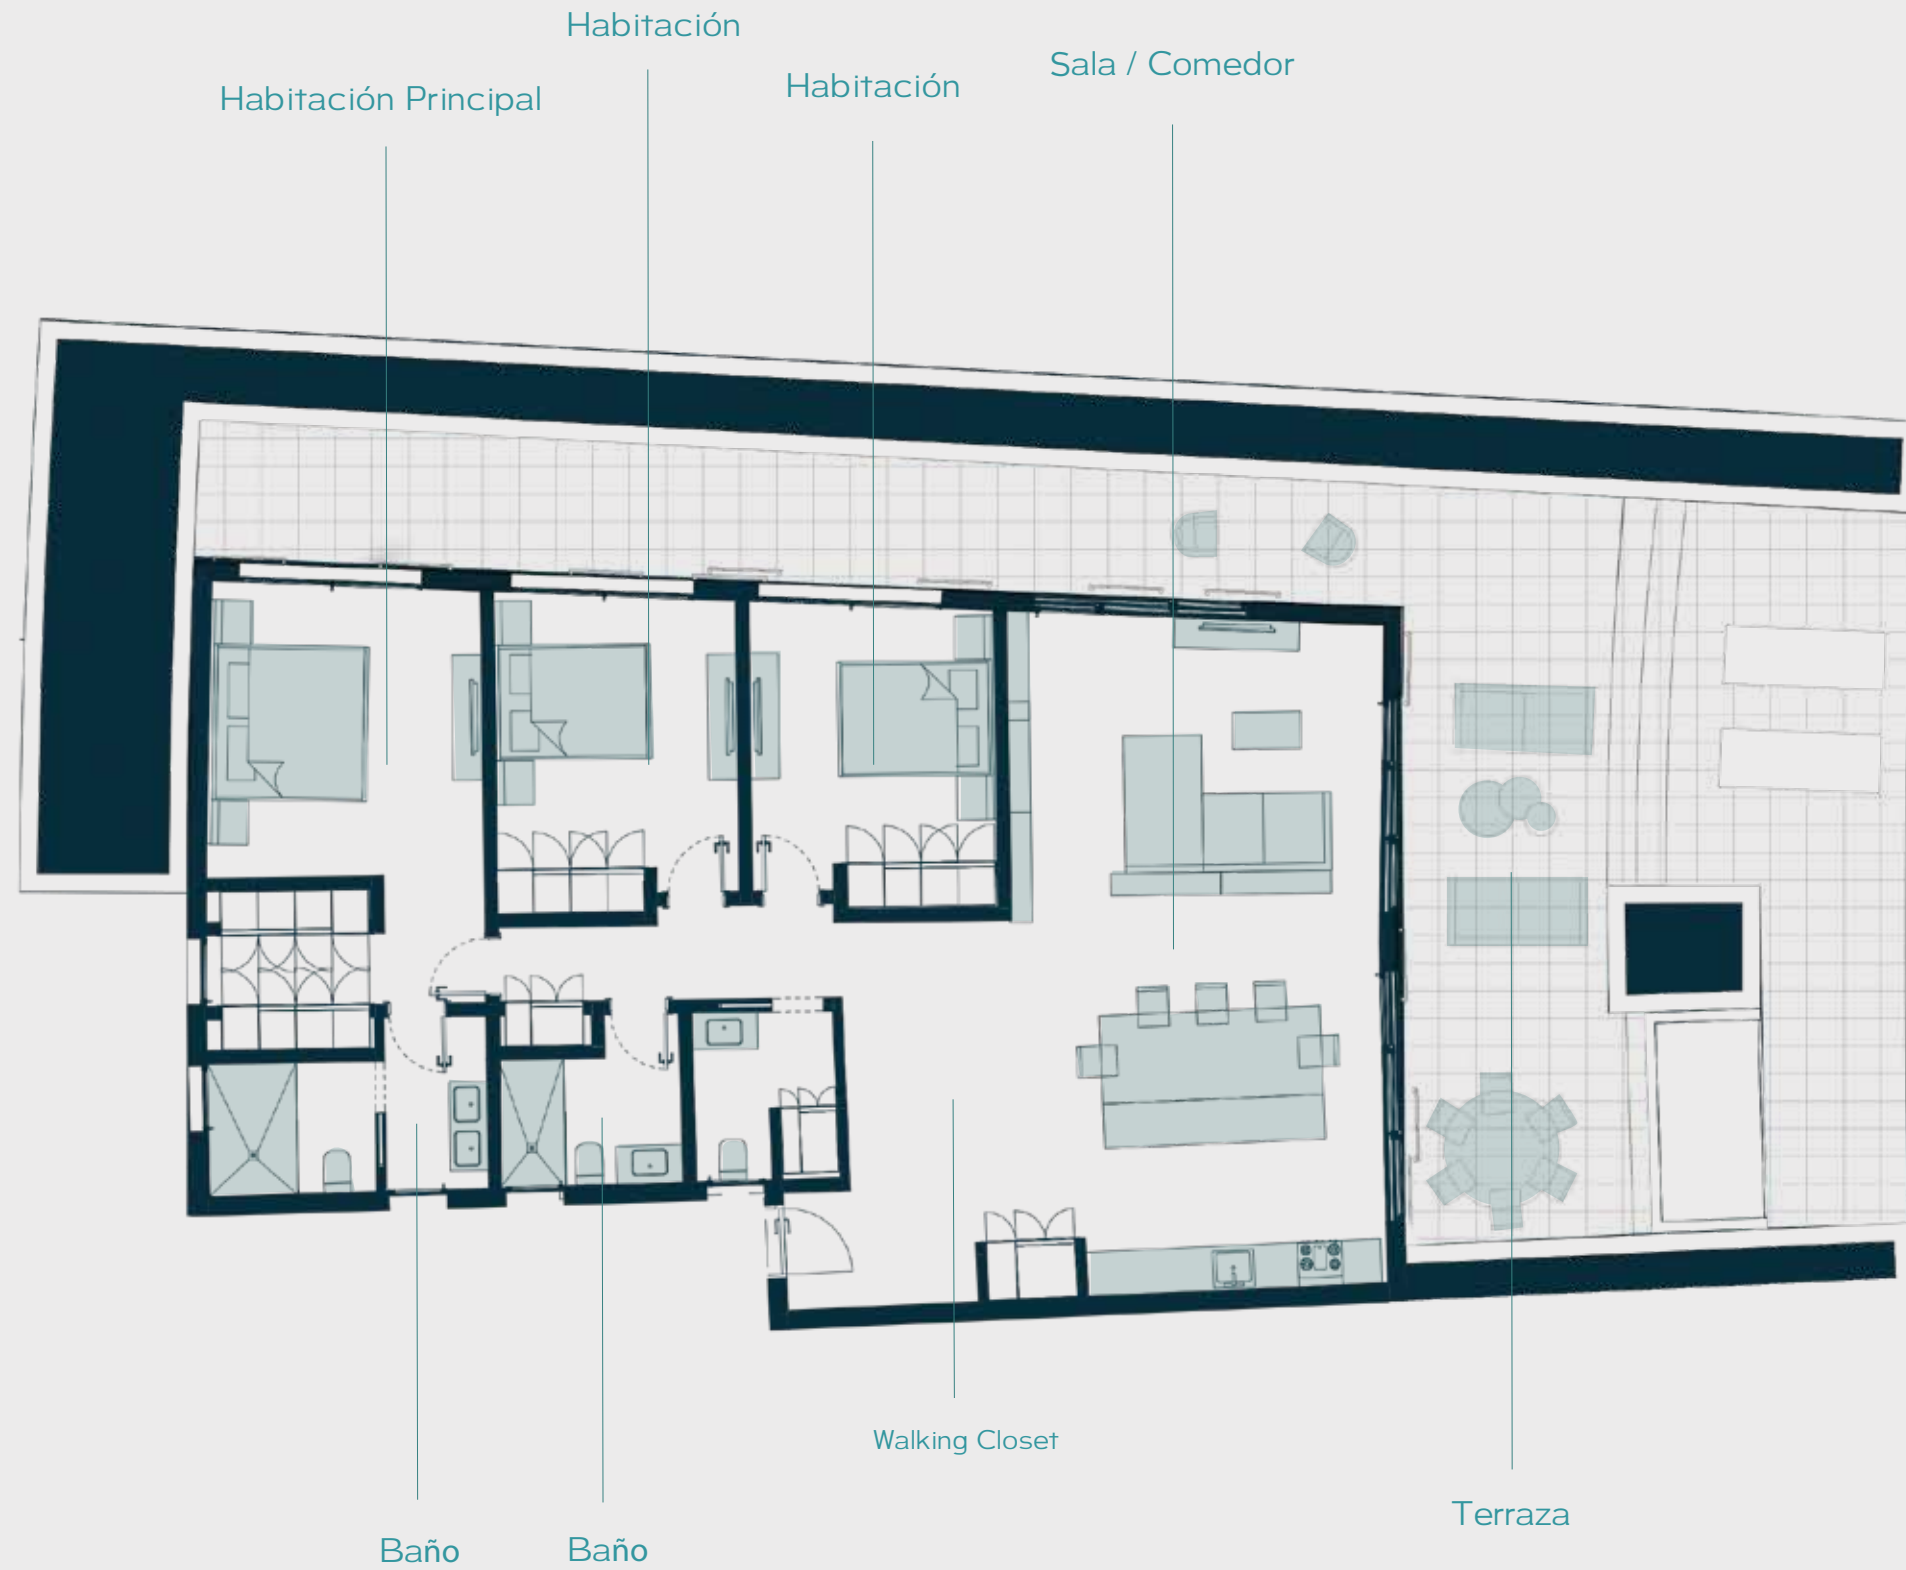 Habitación
Habitación Principal
Habitación
Sala / Comedor
Walking Closet
Terraza
Baño
Baño